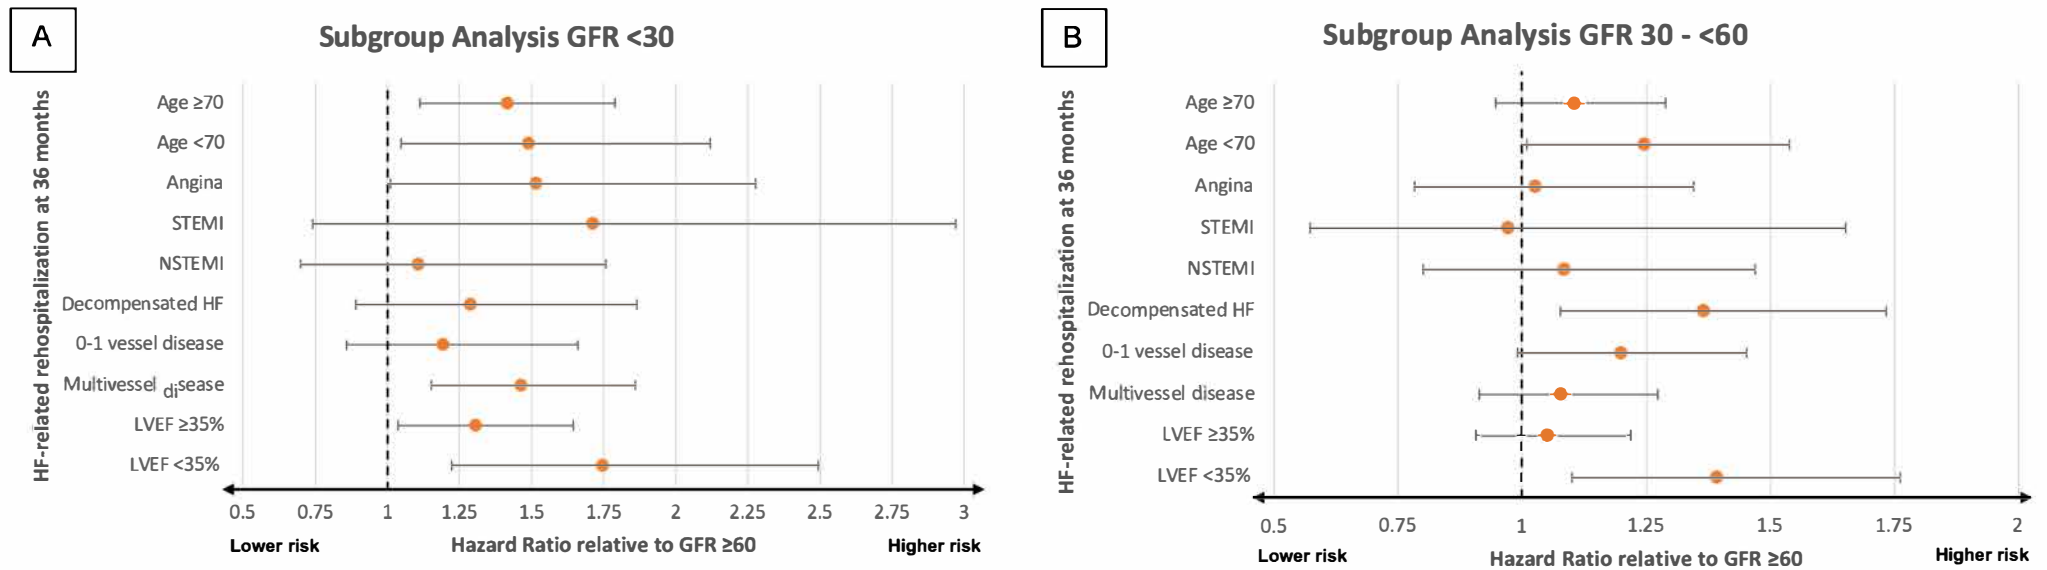 A
Subgroup Analysis GFR <30
HF-related rehospitalization at 36 months
Age ≥70
Age <70
Angina
STEMI
NSTEMI
Decompensated HF
0-1 vessel disease
Multivessel disease
LVEF ≥35%
LVEF <35%
0.5 0.75 1 1.25 1.5 1.75 2 2.25 2.5 2.75 3
Lower risk Hazard Ratio relative to GFR ≥60 Higher risk
B
Subgroup Analysis GFR 30 - <60
HF-related rehospitalization at 36 months
Age ≥70
Age <70
Angina
STEMI
NSTEMI
Decompensated HF
0-1 vessel disease
Multivessel disease
LVEF ≥35%
LVEF <35%
0.5 0.75 1 1.25 1.5 1.75 2
Lower risk Hazard Ratio relative to GFR ≥60 Higher risk